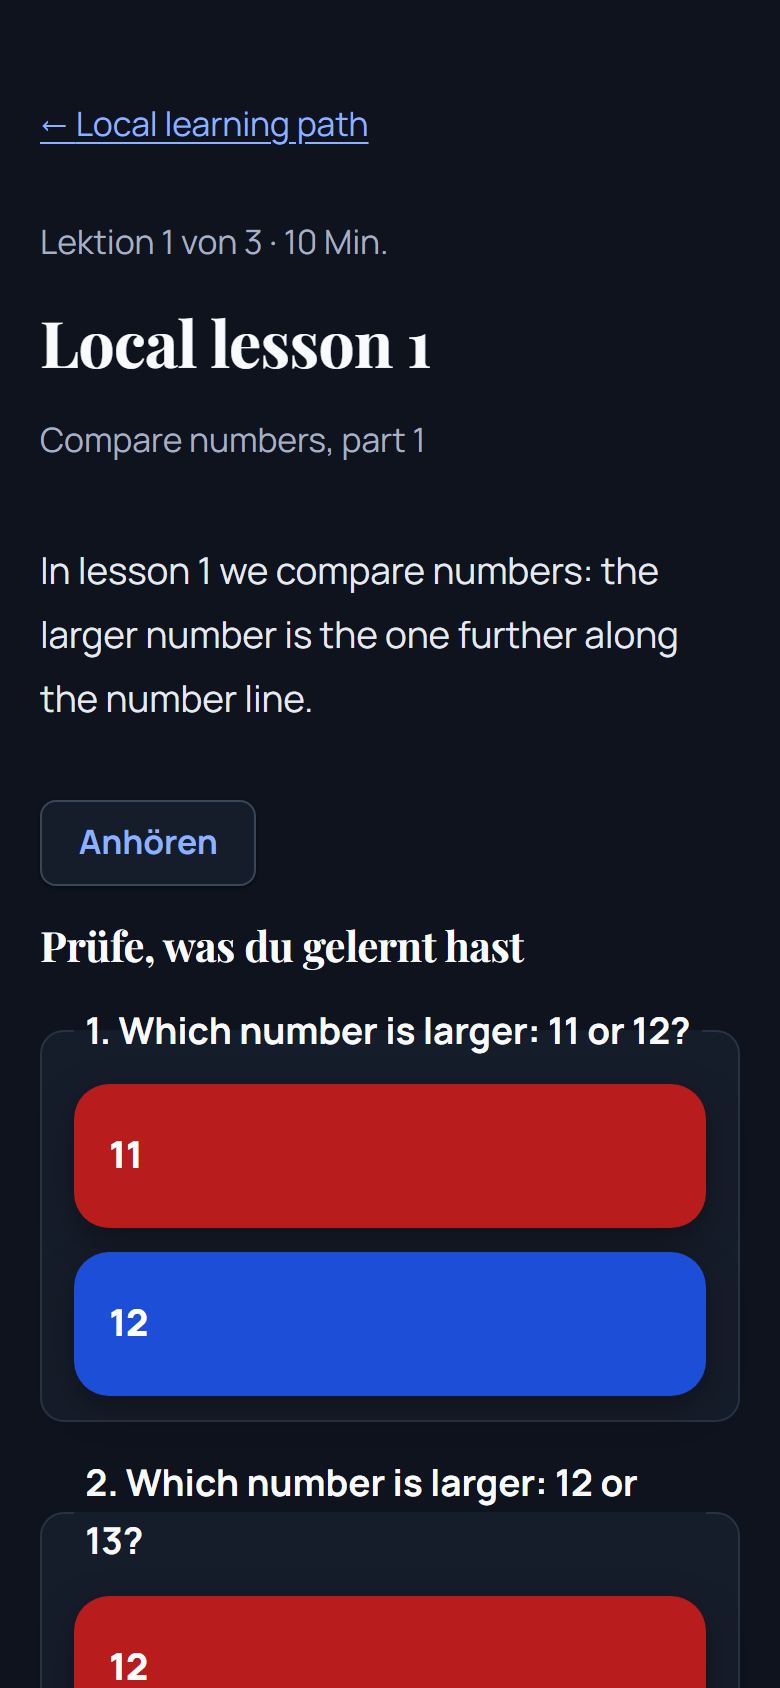 ← Local learning path
Lektion 1 von 3 · 10 Min.
Local lesson 1
Compare numbers, part 1
In lesson 1 we compare numbers: the
larger number is the one further along
the number line.
Anhören
Prüfe, was du gelernt hast
1. Which number is larger: 11 or 12?
11
12
2. Which number is larger: 12 or
13?
12